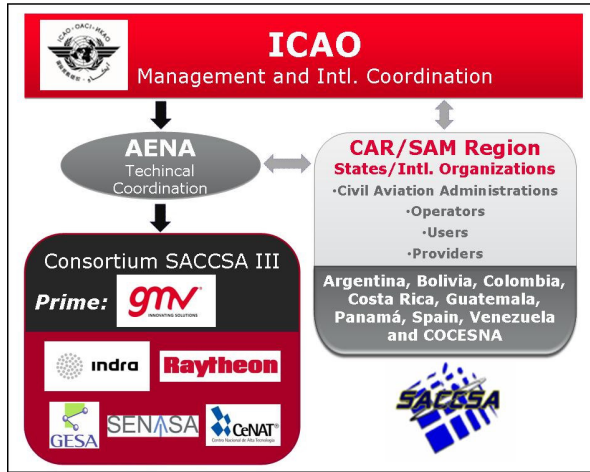 ICAO
Management and Intl. Coordination
AENA
Techincal
Coordination
CAR/SAM Region
States/Intl. Organizations
·Civil Aviation Administrations
·Operators
·Users
·Providers
Argentina, Bolivia, Colombia,
Costa Rica, Guatemala,
Panamá, Spain, Venezuela
and COCESNA
Consortium SACCSA III
Prime:
gmv
INNOVATING SOLUTIONS
indra
Raytheon
GESA
SENASA
CeNAT
Centro Nacional de Alta Tecnología
SACCSA